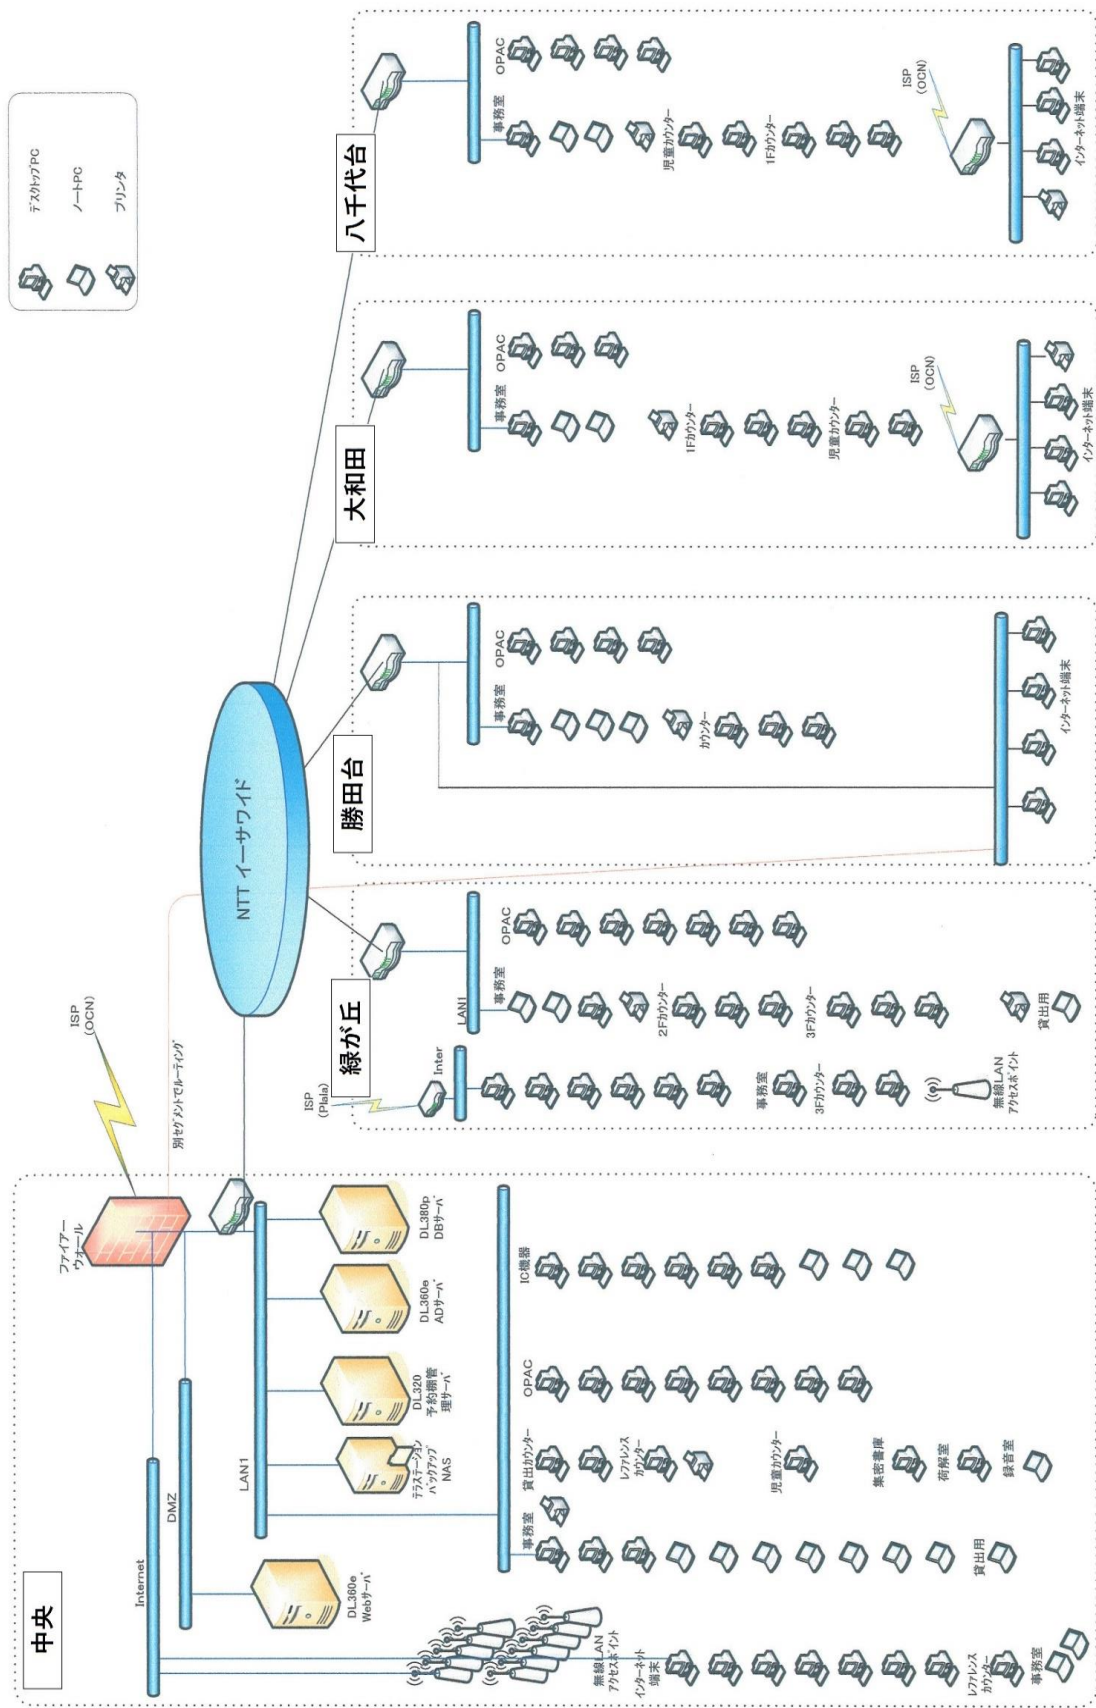 デスクトップPC
ノートPC
プリンタ
中央
ISP
(OCN)
ファイアー
ウォール
別セグメントでルーティング
Internet
DMZ
LAN1
DL360e
Webサーバ
テラステーション
バックアップ
NAS
DL320
予約棚管
理サーバ
DL360e
ADサーバ
DL380p
DBサーバ
無線LAN
アクセスポイント
インターネット
端末
レファレンス
カウンター
事務室
事務室
貸出用
貸出カウンター
レファレンス
カウンター
児童カウンター
集密書庫
荷解室
録音室
OPAC
IC機器
NTT イーサワイド
緑が丘
ISP
(Plala)
Inter
事務室
3Fカウンター
無線LAN
アクセスポイント
LAN1
事務室
2Fカウンター
3Fカウンター
貸出用
OPAC
勝田台
事務室
カウンター
OPAC
インターネット端末
大和田
事務室
1Fカウンター
児童カウンター
OPAC
ISP
(OCN)
インターネット端末
八千代台
事務室
児童カウンター
1Fカウンター
OPAC
ISP
(OCN)
インターネット端末